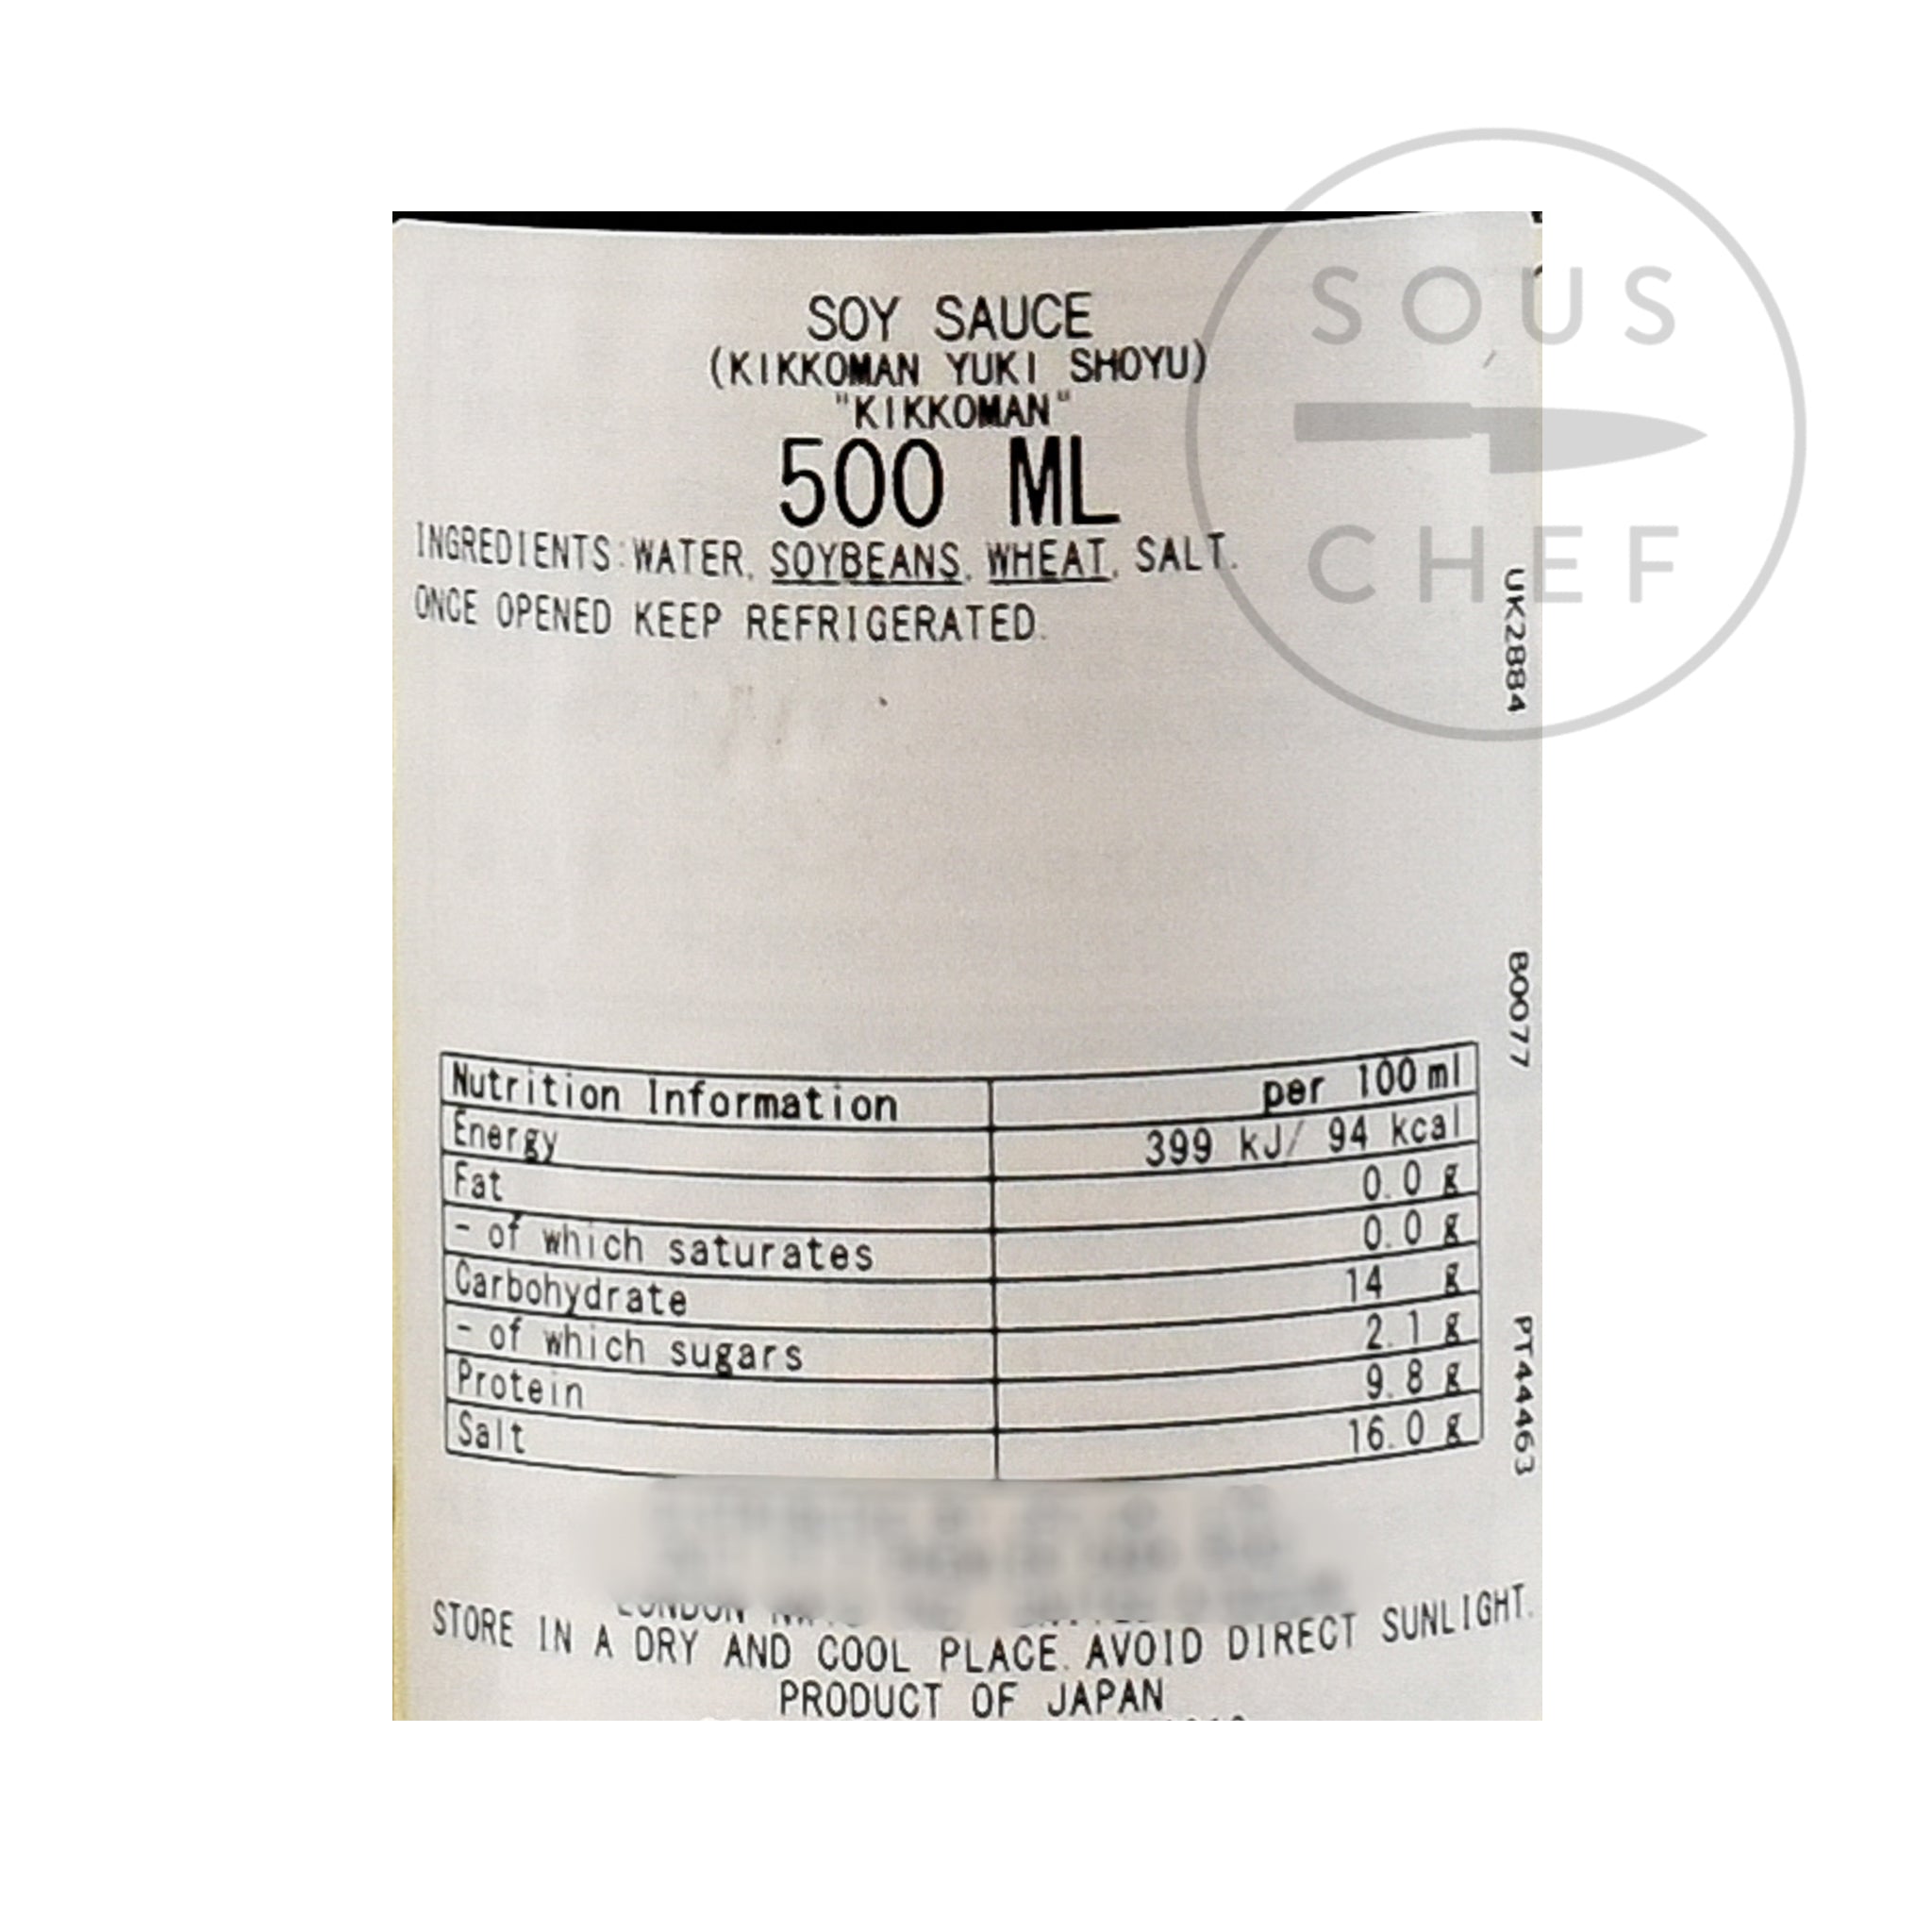 SOUS
CHEF
SOY SAUCE
(KIKKOMAN YUKI SHOYU)
"KIKKOMAN"
500 ML
INGREDIENTS:WATER, SOYBEANS, WHEAT, SALT.
ONCE OPENED KEEP REFRIGERATED.
UK2884
B0077
PT44463
Nutrition Information per 100ml
Energy 399 kJ/ 94 kcal
Fat 0.0 g
- of which saturates 0.0 g
Carbohydrate 14 g
- of which sugars 2.1 g
Protein 9.8 g
Salt 16.0 g
LONDON
STORE IN A DRY AND COOL PLACE. AVOID DIRECT SUNLIGHT.
PRODUCT OF JAPAN